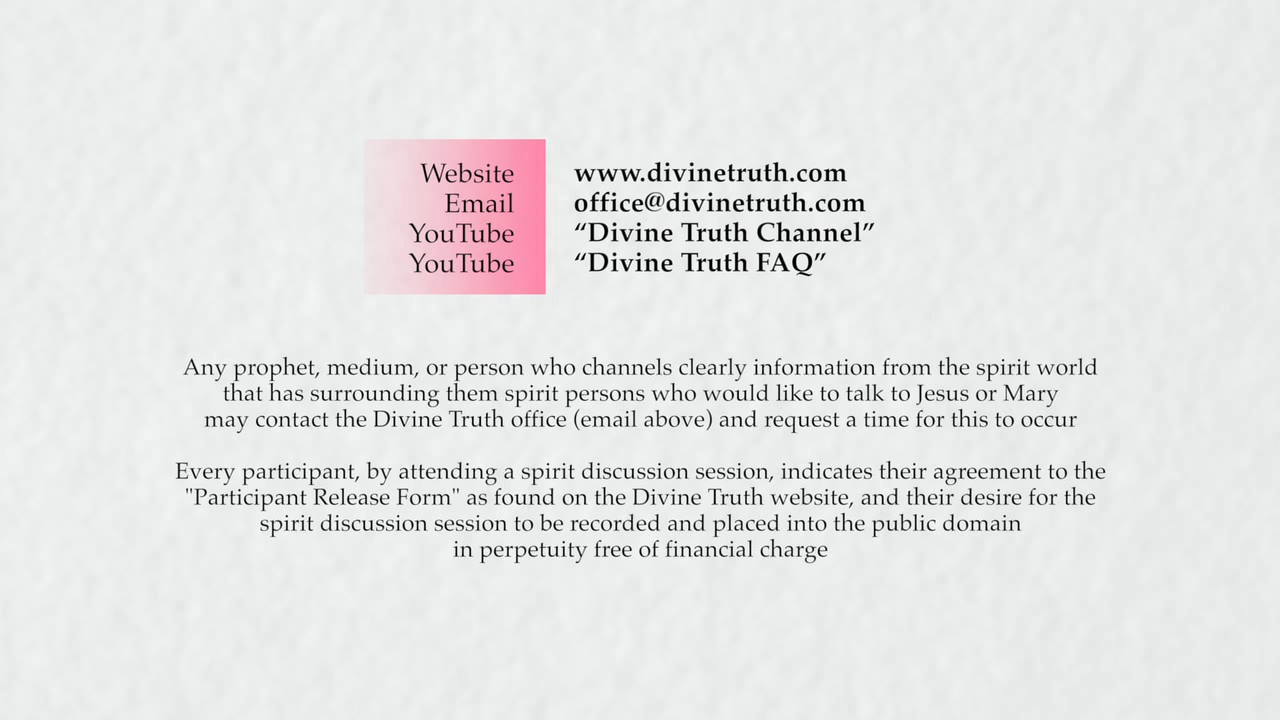 Website www.divinetruth.com
Email office@divinetruth.com
YouTube “Divine Truth Channel”
YouTube “Divine Truth FAQ”
Any prophet, medium, or person who channels clearly information from the spirit world
that has surrounding them spirit persons who would like to talk to Jesus or Mary
may contact the Divine Truth office (email above) and request a time for this to occur
Every participant, by attending a spirit discussion session, indicates their agreement to the
"Participant Release Form" as found on the Divine Truth website, and their desire for the
spirit discussion session to be recorded and placed into the public domain
in perpetuity free of financial charge